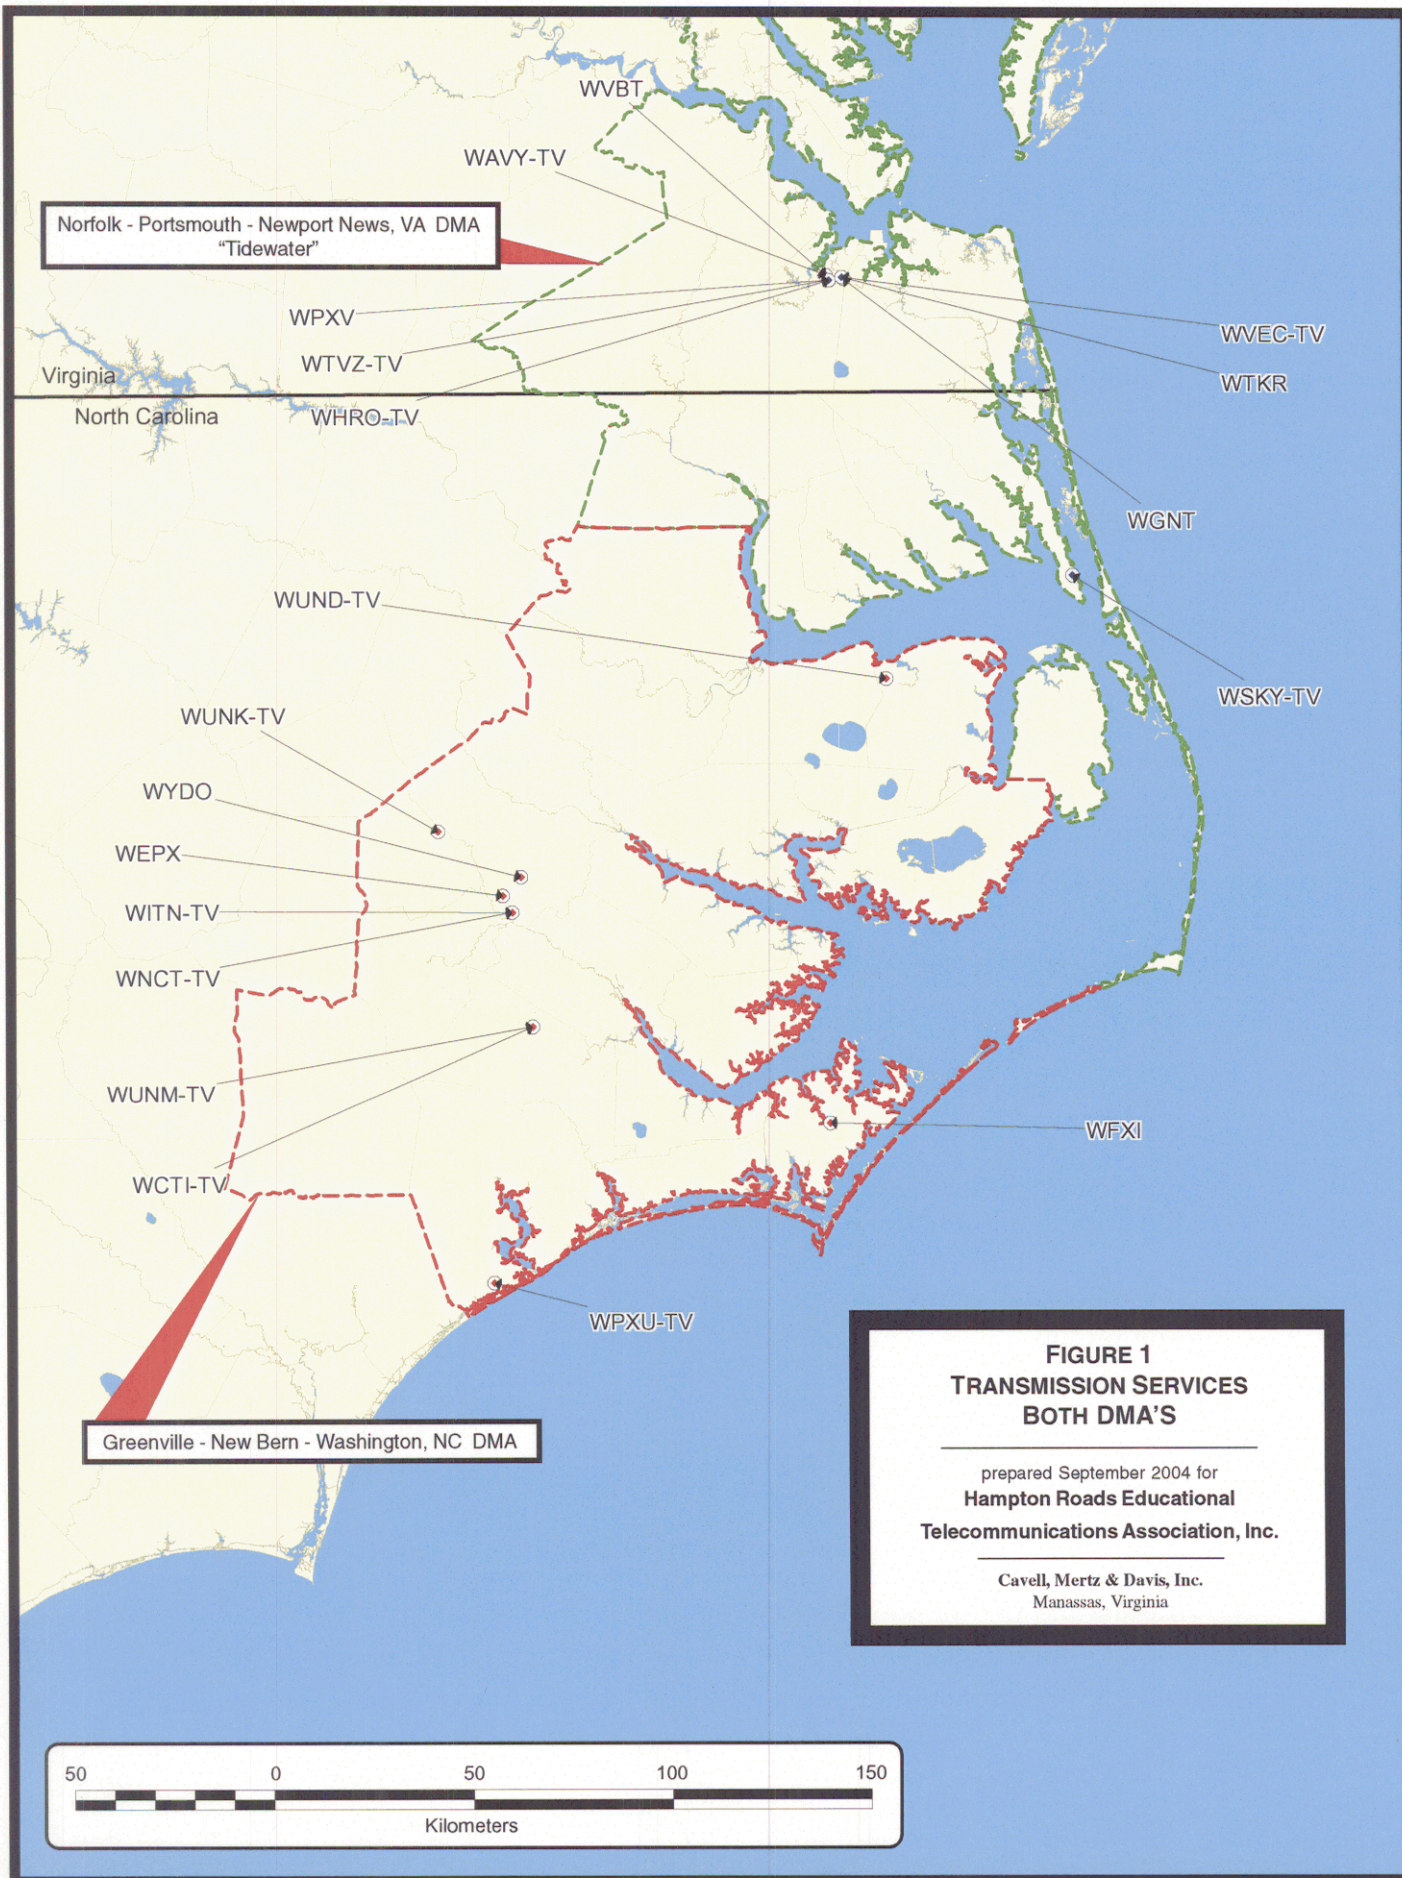 WVBT
WAVY-TV
Norfolk - Portsmouth - Newport News, VA DMA
“Tidewater”
WPXV
WTVZ-TV
WVEC-TV
WTKR
Virginia
North Carolina
WHRO-TV
WGNT
WUND-TV
WSKY-TV
WUNK-TV
WYDO
WEPX
WITN-TV
WNCT-TV
WUNM-TV
WFXI
WCTI-TV
WPXU-TV
Greenville - New Bern - Washington, NC DMA
FIGURE 1
TRANSMISSION SERVICES
BOTH DMA'S
prepared September 2004 for
Hampton Roads Educational
Telecommunications Association, Inc.
Cavell, Mertz & Davis, Inc.
Manassas, Virginia
50 0 50 100 150
Kilometers